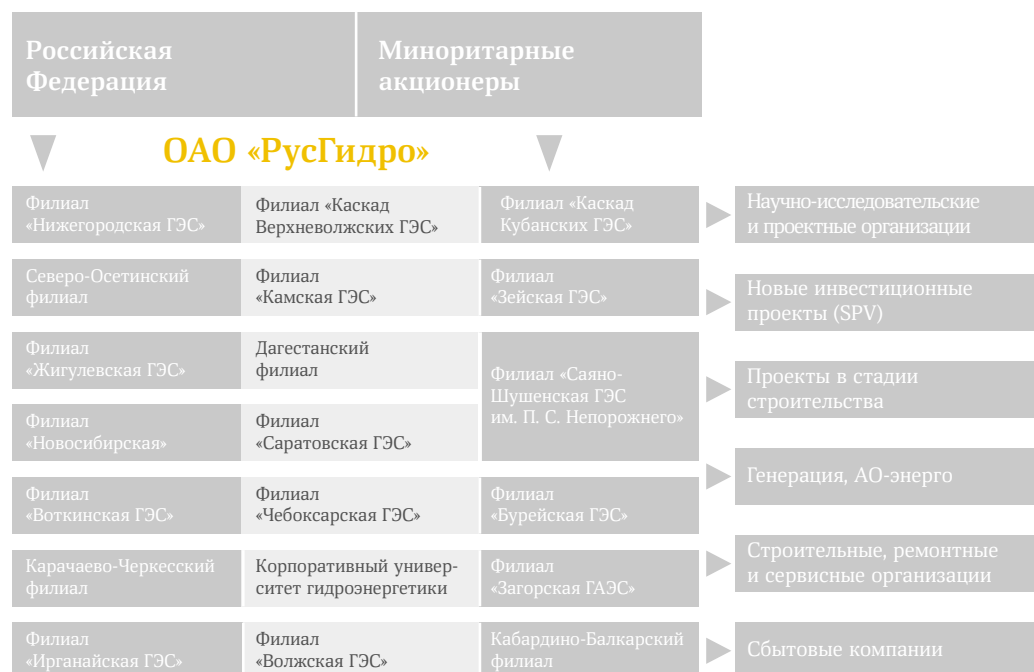 Российская
Федерация
Миноритарные
акционеры
ОАО «РусГидро»
Филиал
«Нижегородская ГЭС»
Филиал «Каскад
Верхневолжских ГЭС»
Филиал «Каскад
Кубанских ГЭС»
Научно-исследовательские
и проектные организации
Северо-Осетинский
филиал
Филиал
«Камская ГЭС»
Филиал
«Зейская ГЭС»
Новые инвестиционные
проекты (SPV)
Филиал
«Жигулевская ГЭС»
Дагестанский
филиал
Филиал «Саяно-
Шушенская ГЭС
им. П. С. Непорожнего»
Проекты в стадии
строительства
Филиал
«Новосибирская»
Филиал
«Саратовская ГЭС»
Генерация, АО-энерго
Филиал
«Воткинская ГЭС»
Филиал
«Чебоксарская ГЭС»
Филиал
«Бурейская ГЭС»
Строительные, ремонтные
и сервисные организации
Карачаево-Черкесский
филиал
Корпоративный универ-
ситет гидроэнергетики
Филиал
«Загорская ГАЭС»
Сбытовые компании
Филиал
«Ирганайская ГЭС»
Филиал
«Волжская ГЭС»
Кабардино-Балкарский
филиал